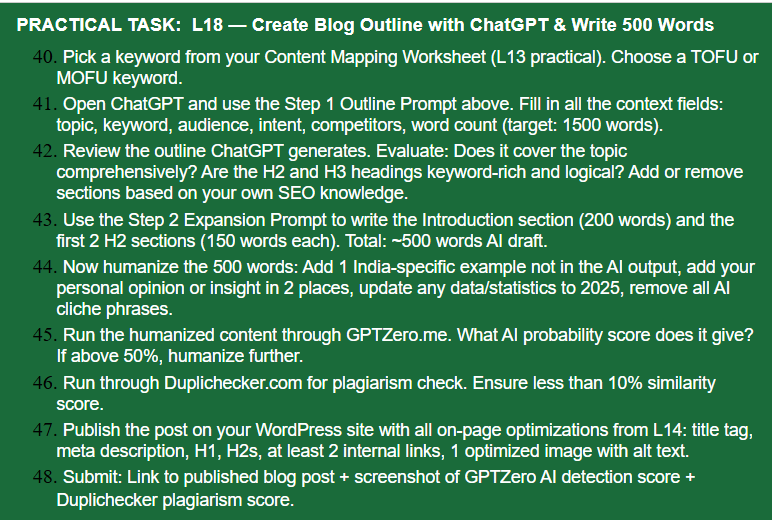 PRACTICAL TASK:  L18 — Create Blog Outline with ChatGPT & Write 500 Words
40. Pick a keyword from your Content Mapping Worksheet (L13 practical). Choose a TOFU or
MOFU keyword.
41. Open ChatGPT and use the Step 1 Outline Prompt above. Fill in all the context fields:
topic, keyword, audience, intent, competitors, word count (target: 1500 words).
42. Review the outline ChatGPT generates. Evaluate: Does it cover the topic
comprehensively? Are the H2 and H3 headings keyword-rich and logical? Add or remove
sections based on your own SEO knowledge.
43. Use the Step 2 Expansion Prompt to write the Introduction section (200 words) and the
first 2 H2 sections (150 words each). Total: ~500 words AI draft.
44. Now humanize the 500 words: Add 1 India-specific example not in the AI output, add your
personal opinion or insight in 2 places, update any data/statistics to 2025, remove all AI
cliche phrases.
45. Run the humanized content through GPTZero.me. What AI probability score does it give?
If above 50%, humanize further.
46. Run through Duplichecker.com for plagiarism check. Ensure less than 10% similarity
score.
47. Publish the post on your WordPress site with all on-page optimizations from L14: title tag,
meta description, H1, H2s, at least 2 internal links, 1 optimized image with alt text.
48. Submit: Link to published blog post + screenshot of GPTZero AI detection score +
Duplichecker plagiarism score.